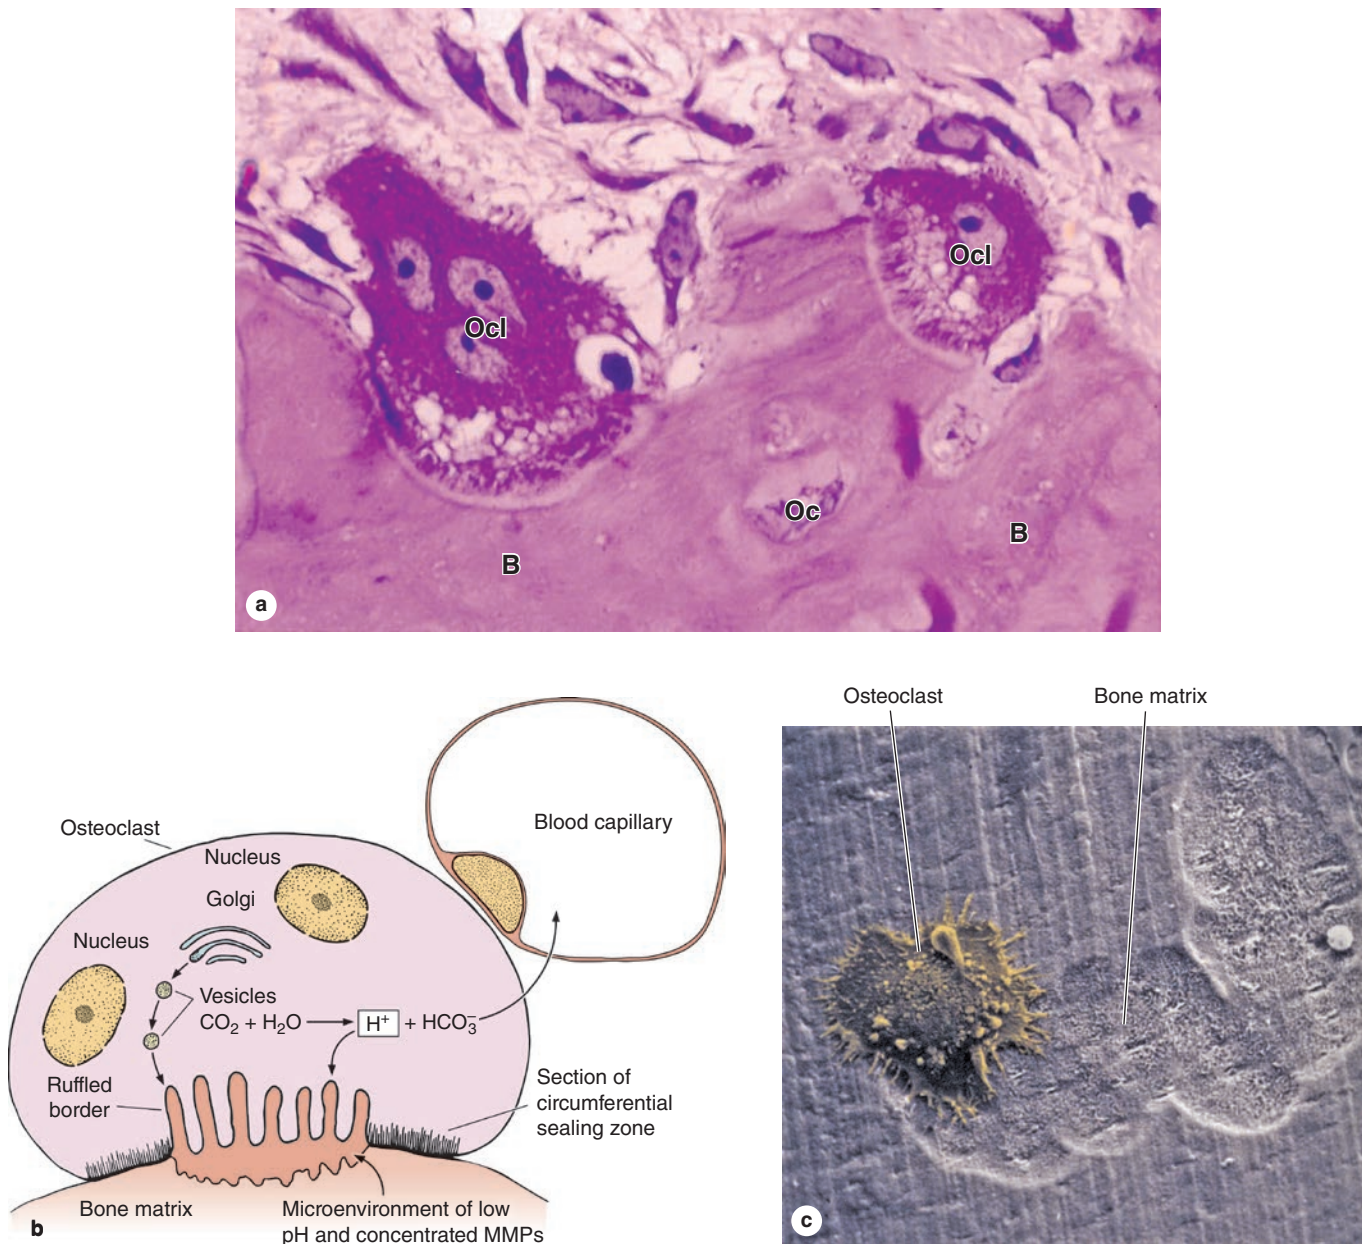 Ocl
Ocl
Oc
B
B
a
Osteoclast
Bone matrix
Osteoclast
Nucleus
Golgi
Nucleus
Vesicles
CO₂ + H₂O
H⁺ + HCO₃⁻
Blood capillary
Ruffled
border
Section of
circumferential
sealing zone
Bone matrix
Microenvironment of low
pH and concentrated MMPs
b
c